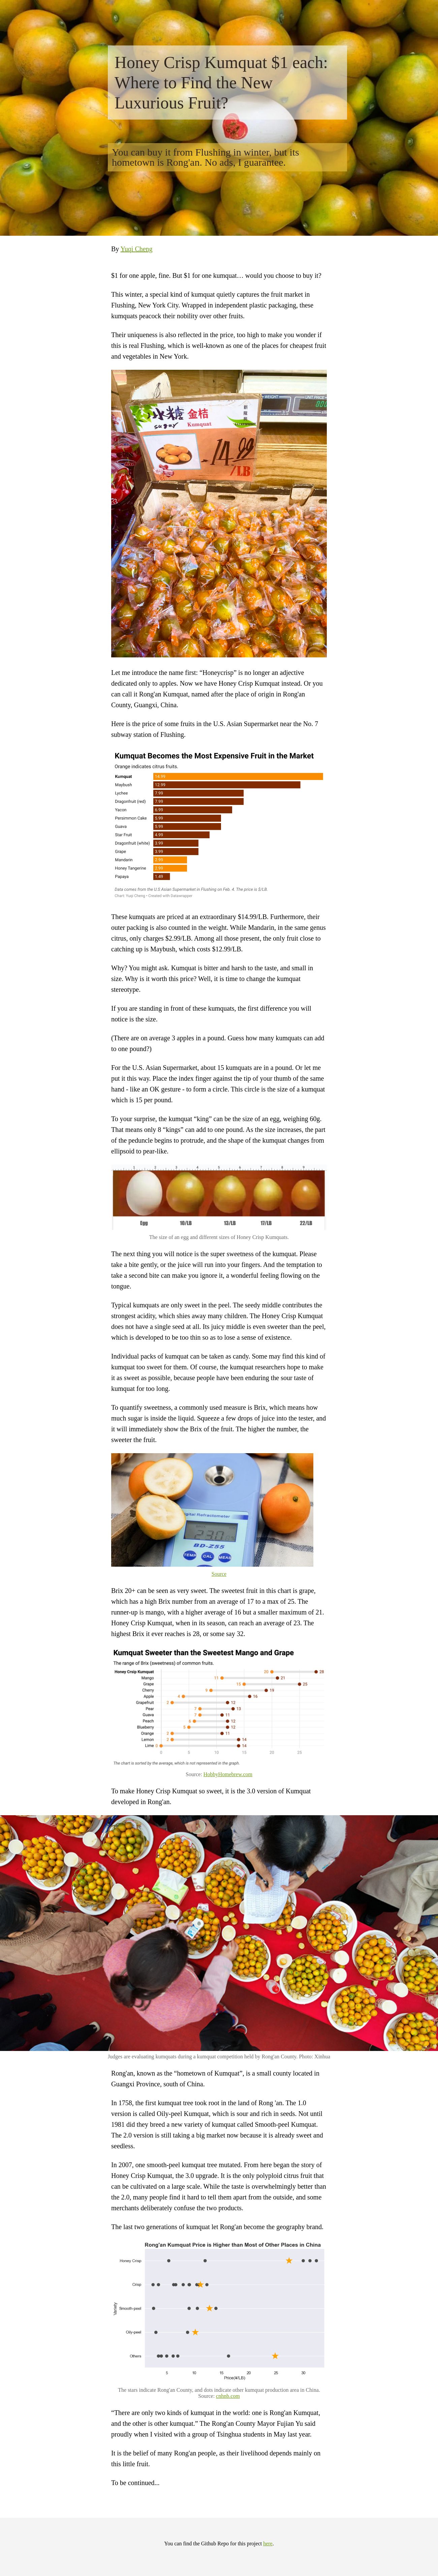 Honey Crisp Kumquat $1 each:
Where to Find the New
Luxurious Fruit?
You can buy it from Flushing in winter, but its
hometown is Rong'an. No ads, I guarantee.
By Yuqi Cheng
$1 for one apple, fine. But $1 for one kumquat… would you choose to buy it?
This winter, a special kind of kumquat quietly captures the fruit market in
Flushing, New York City. Wrapped in independent plastic packaging, these
kumquats peacock their nobility over other fruits.
Their uniqueness is also reflected in the price, too high to make you wonder if
this is real Flushing, which is well-known as one of the places for cheapest fruit
and vegetables in New York.
冰糖 金桔
SUGAR Kumquat
14.99
/LB
Let me introduce the name first: “Honeycrisp” is no longer an adjective
dedicated only to apples. Now we have Honey Crisp Kumquat instead. Or you
can call it Rong'an Kumquat, named after the place of origin in Rong'an
County, Guangxi, China.
Here is the price of some fruits in the U.S. Asian Supermarket near the No. 7
subway station of Flushing.
Kumquat Becomes the Most Expensive Fruit in the Market
Orange indicates citrus fruits.
Kumquat 14.99
Maybush 12.99
Lychee 7.99
Dragonfruit (red) 7.99
Yacon 6.99
Persimmon Cake 5.99
Guava 5.99
Star Fruit 4.99
Dragonfruit (white) 3.99
Grape 3.99
Mandarin 2.99
Honey Tangerine 2.99
Papaya 1.49
Data comes from the U.S Asian Supermarket in Flushing on Feb. 4. The price is $/LB.
Chart: Yuqi Cheng · Created with Datawrapper
These kumquats are priced at an extraordinary $14.99/LB. Furthermore, their
outer packing is also counted in the weight. While Mandarin, in the same genus
citrus, only charges $2.99/LB. Among all those present, the only fruit close to
catching up is Maybush, which costs $12.99/LB.
Why? You might ask. Kumquat is bitter and harsh to the taste, and small in
size. Why is it worth this price? Well, it is time to change the kumquat
stereotype.
If you are standing in front of these kumquats, the first difference you will
notice is the size.
(There are on average 3 apples in a pound. Guess how many kumquats can add
to one pound?)
For the U.S. Asian Supermarket, about 15 kumquats are in a pound. Or let me
put it this way. Place the index finger against the tip of your thumb of the same
hand - like an OK gesture - to form a circle. This circle is the size of a kumquat
which is 15 per pound.
To your surprise, the kumquat “king” can be the size of an egg, weighing 60g.
That means only 8 “kings” can add to one pound. As the size increases, the part
of the peduncle begins to protrude, and the shape of the kumquat changes from
ellipsoid to pear-like.
1 2 3 4 5 6 7 8 9
Egg 10/LB 13/LB 17/LB 22/LB
The size of an egg and different sizes of Honey Crisp Kumquats.
The next thing you will notice is the super sweetness of the kumquat. Please
take a bite gently, or the juice will run into your fingers. And the temptation to
take a second bite can make you ignore it, a wonderful feeling flowing on the
tongue.
Typical kumquats are only sweet in the peel. The seedy middle contributes the
strongest acidity, which shies away many children. The Honey Crisp Kumquat
does not have a single seed at all. Its juicy middle is even sweeter than the peel,
which is developed to be too thin so as to lose a sense of existence.
Individual packs of kumquat can be taken as candy. Some may find this kind of
kumquat too sweet for them. Of course, the kumquat researchers hope to make
it as sweet as possible, because people have been enduring the sour taste of
kumquat for too long.
To quantify sweetness, a commonly used measure is Brix, which means how
much sugar is inside the liquid. Squeeze a few drops of juice into the tester, and
it will immediately show the Brix of the fruit. The higher the number, the
sweeter the fruit.
23.0
BD-255
TEMP CAL MEAS
Source
Brix 20+ can be seen as very sweet. The sweetest fruit in this chart is grape,
which has a high Brix number from an average of 17 to a max of 25. The
runner-up is mango, with a higher average of 16 but a smaller maximum of 21.
Honey Crisp Kumquat, when in its season, can reach an average of 23. The
highest Brix it ever reaches is 28, or some say 32.
Kumquat Sweeter than the Sweetest Mango and Grape
The range of Brix (sweetness) of common fruits.
Honey Crisp Kumquat 20 28
Mango 11 21
Grape 15 25
Cherry 9 19
Apple 4 16
Grapefruit 2 12
Pear 7 13
Guava 7 11
Peach 6 12
Blueberry 5 12
Orange 2 11
Lemon 2 14
Lime 0 14
0 5 10 15 20 25
The chart is sorted by the average, which is not represented in the graph.
Source: HobbyHomebrew.com
To make Honey Crisp Kumquat so sweet, it is the 3.0 version of Kumquat
developed in Rong'an.
Judges are evaluating kumquats during a kumquat competition held by Rong'an County. Photo: Xinhua
Rong'an, known as the “hometown of Kumquat”, is a small county located in
Guangxi Province, south of China.
In 1758, the first kumquat tree took root in the land of Rong 'an. The 1.0
version is called Oily-peel Kumquat, which is sour and rich in seeds. Not until
1981 did they breed a new variety of kumquat called Smooth-peel Kumquat.
The 2.0 version is still taking a big market now because it is already sweet and
seedless.
In 2007, one smooth-peel kumquat tree mutated. From here began the story of
Honey Crisp Kumquat, the 3.0 upgrade. It is the only polyploid citrus fruit that
can be cultivated on a large scale. While the taste is overwhelmingly better than
the 2.0, many people find it hard to tell them apart from the outside, and some
merchants deliberately confuse the two products.
The last two generations of kumquat let Rong'an become the geography brand.
Rong'an Kumquat Price is Higher than Most of Other Places in China
Variety
Honey Crisp
Crisp
Smooth-peel
Oily-peel
Others
5 10 15 20 25 30
Price(¥/LB)
The stars indicate Rong'an County, and dots indicate other kumquat production area in China.
Source: cnhnb.com
“There are only two kinds of kumquat in the world: one is Rong'an Kumquat,
and the other is other kumquat.” The Rong'an County Mayor Fujian Yu said
proudly when I visited with a group of Tsinghua students in May last year.
It is the belief of many Rong'an people, as their livelihood depends mainly on
this little fruit.
To be continued...
You can find the Github Repo for this project here.